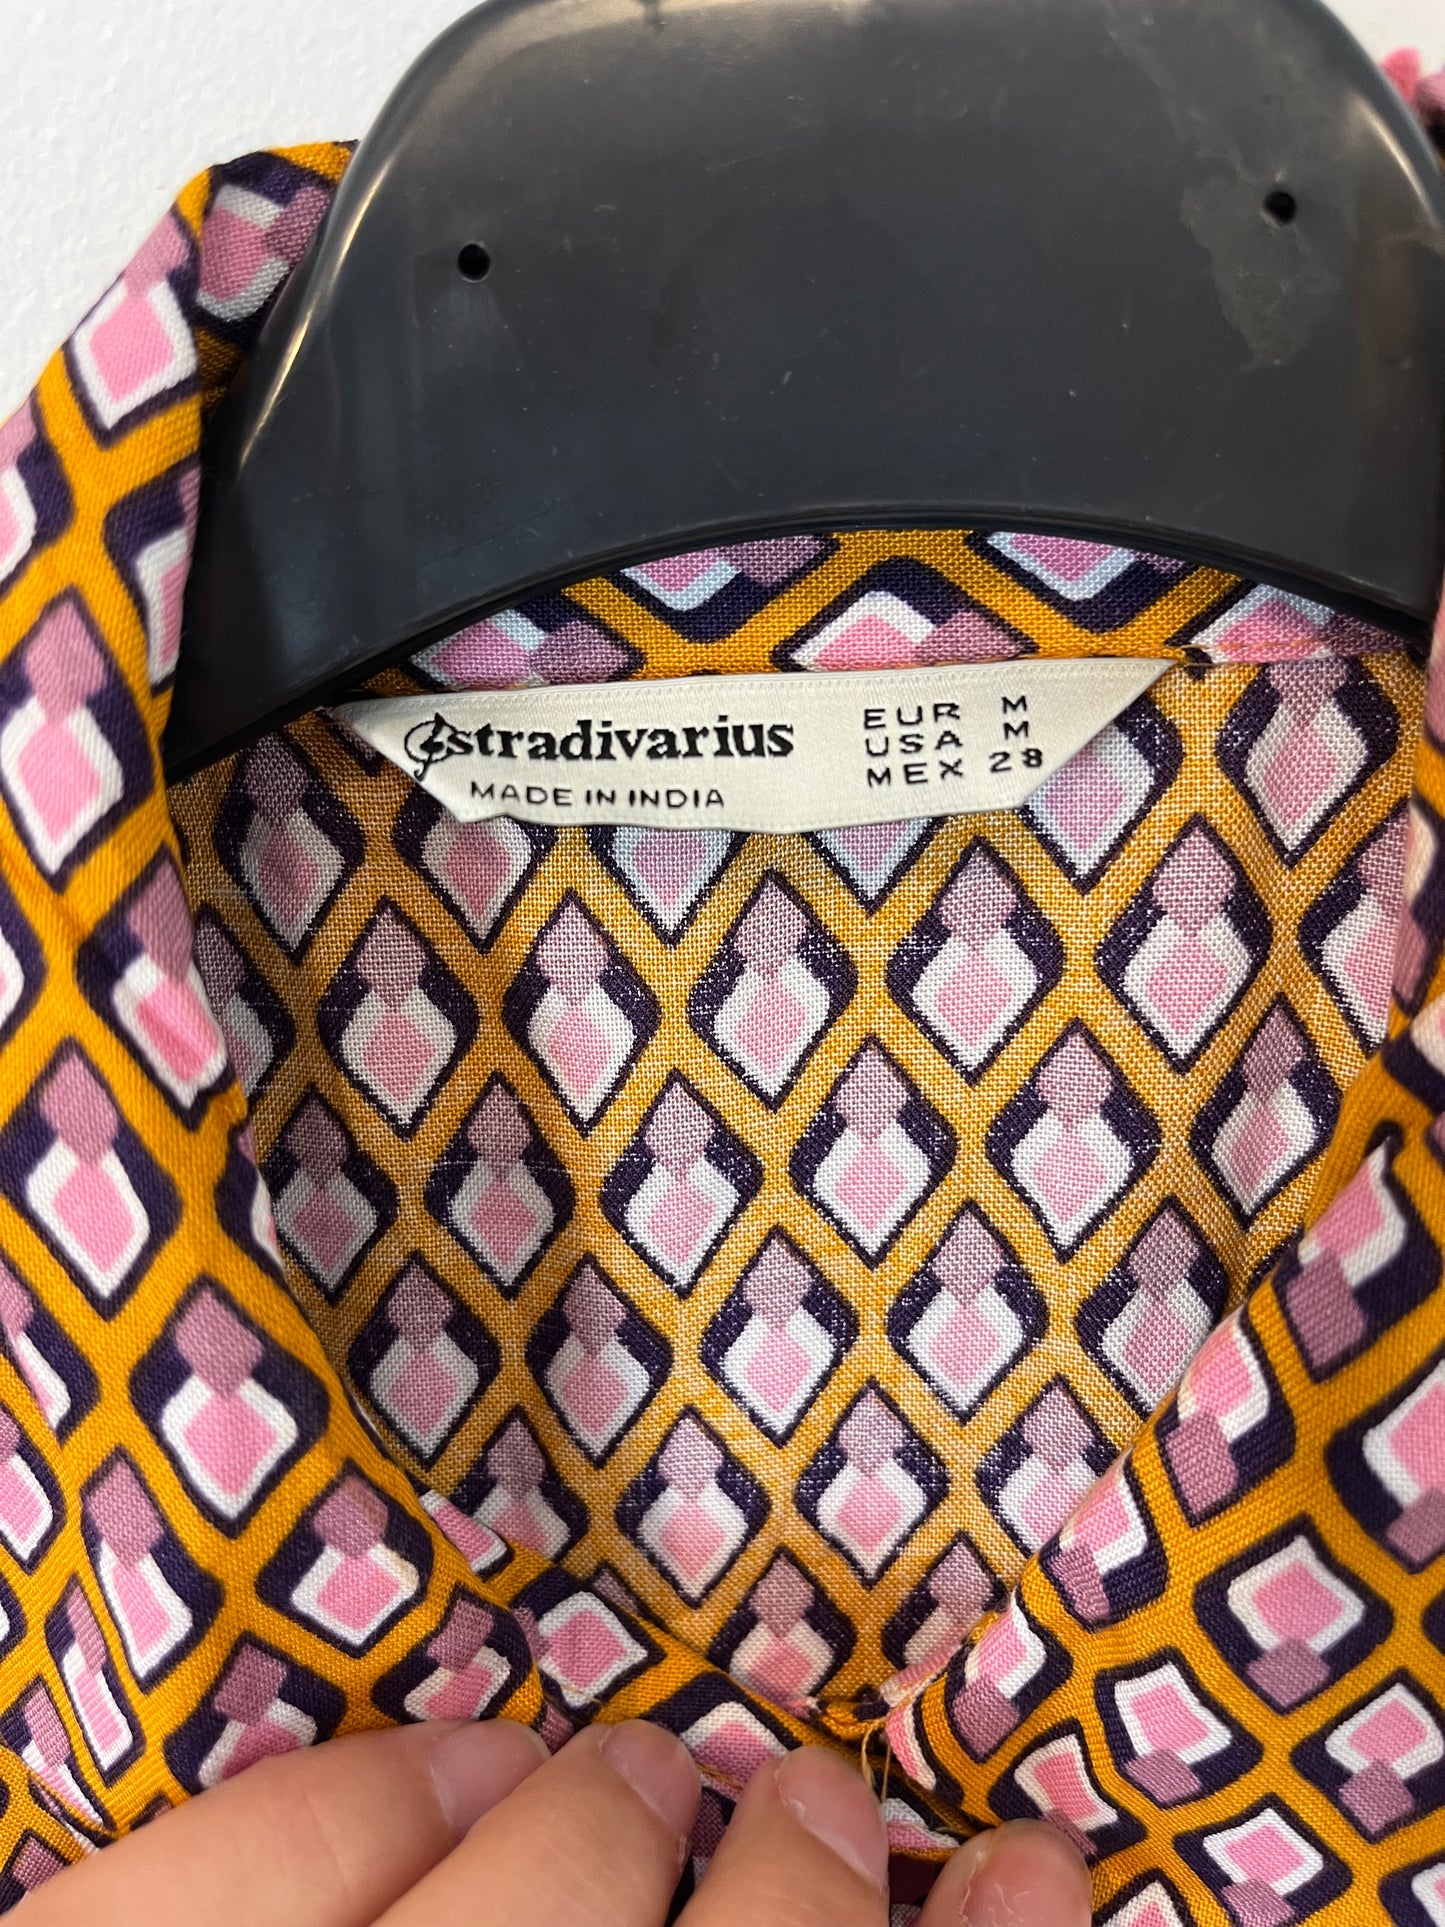 stradivarius
MADE IN INDIA
EUR M
USA M
MEX 28